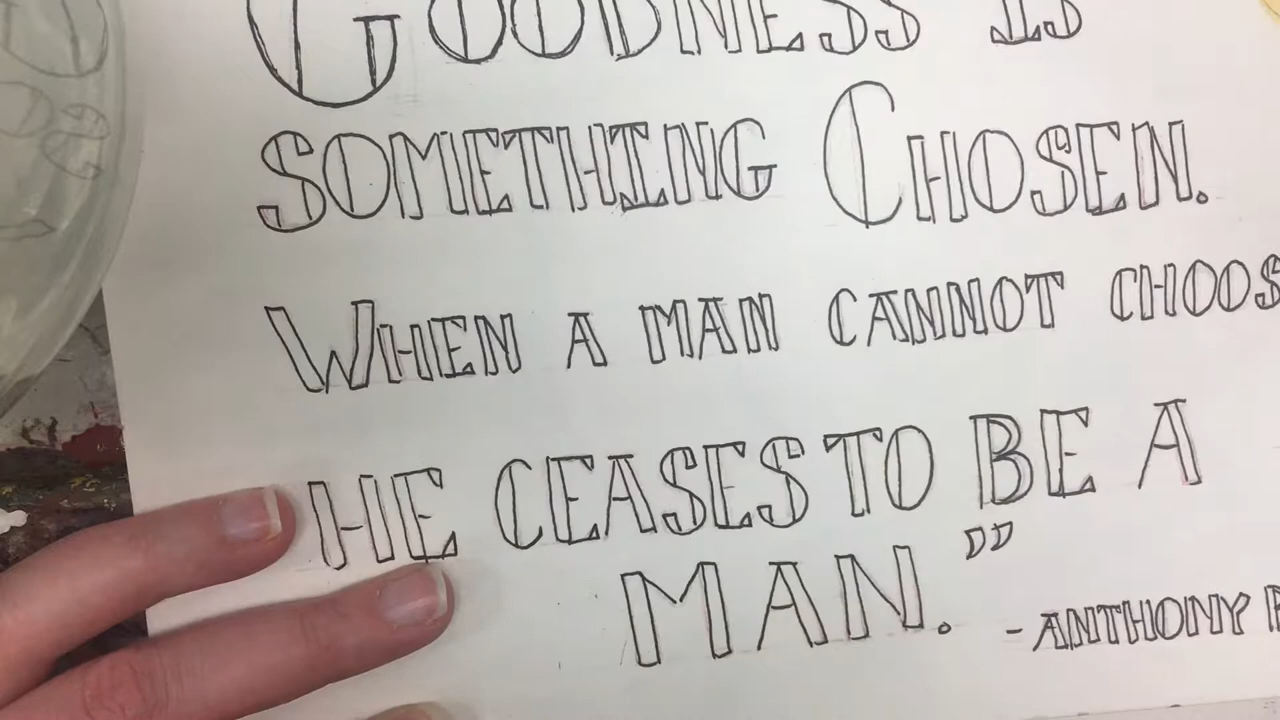 GOODNESS IS
SOMETHING CHOSEN.
WHEN A MAN CANNOT CHOOS
HE CEASES TO BE A
MAN.”
-ANTHONY